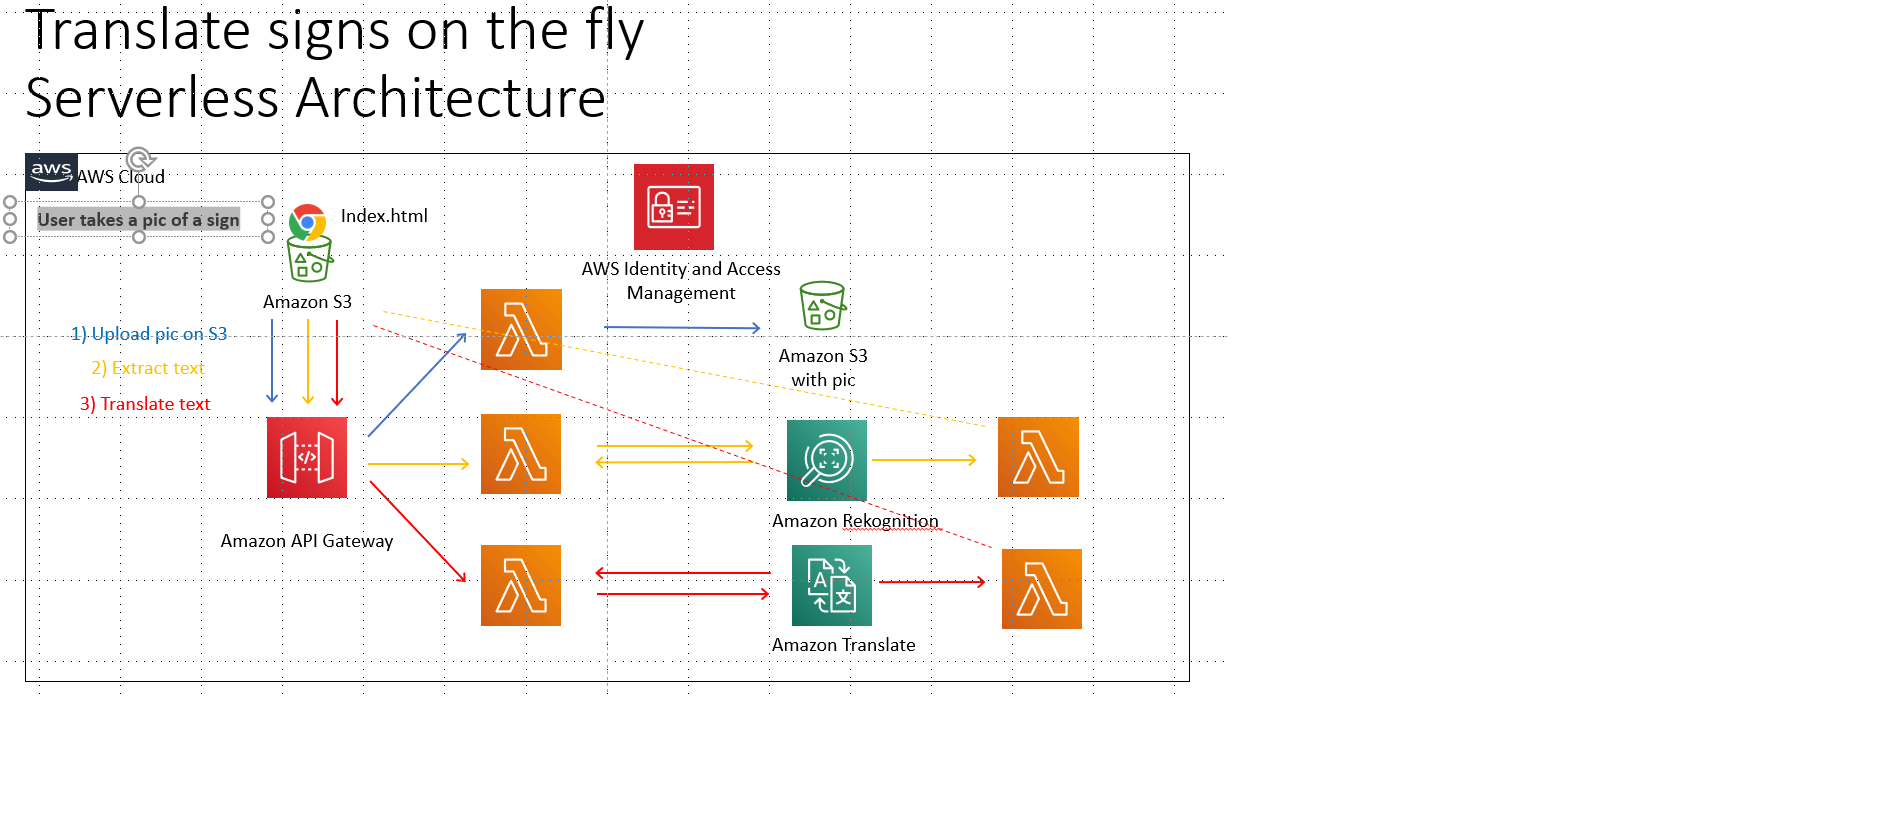 Translate signs on the fly
Serverless Architecture
aws
AWS Cloud
User takes a pic of a sign
Index.html
Amazon S3
AWS Identity and Access
Management
1) Upload pic on S3
2) Extract text
3) Translate text
Amazon S3
with pic
</>
Amazon API Gateway
Amazon Rekognition
A
文
Amazon Translate